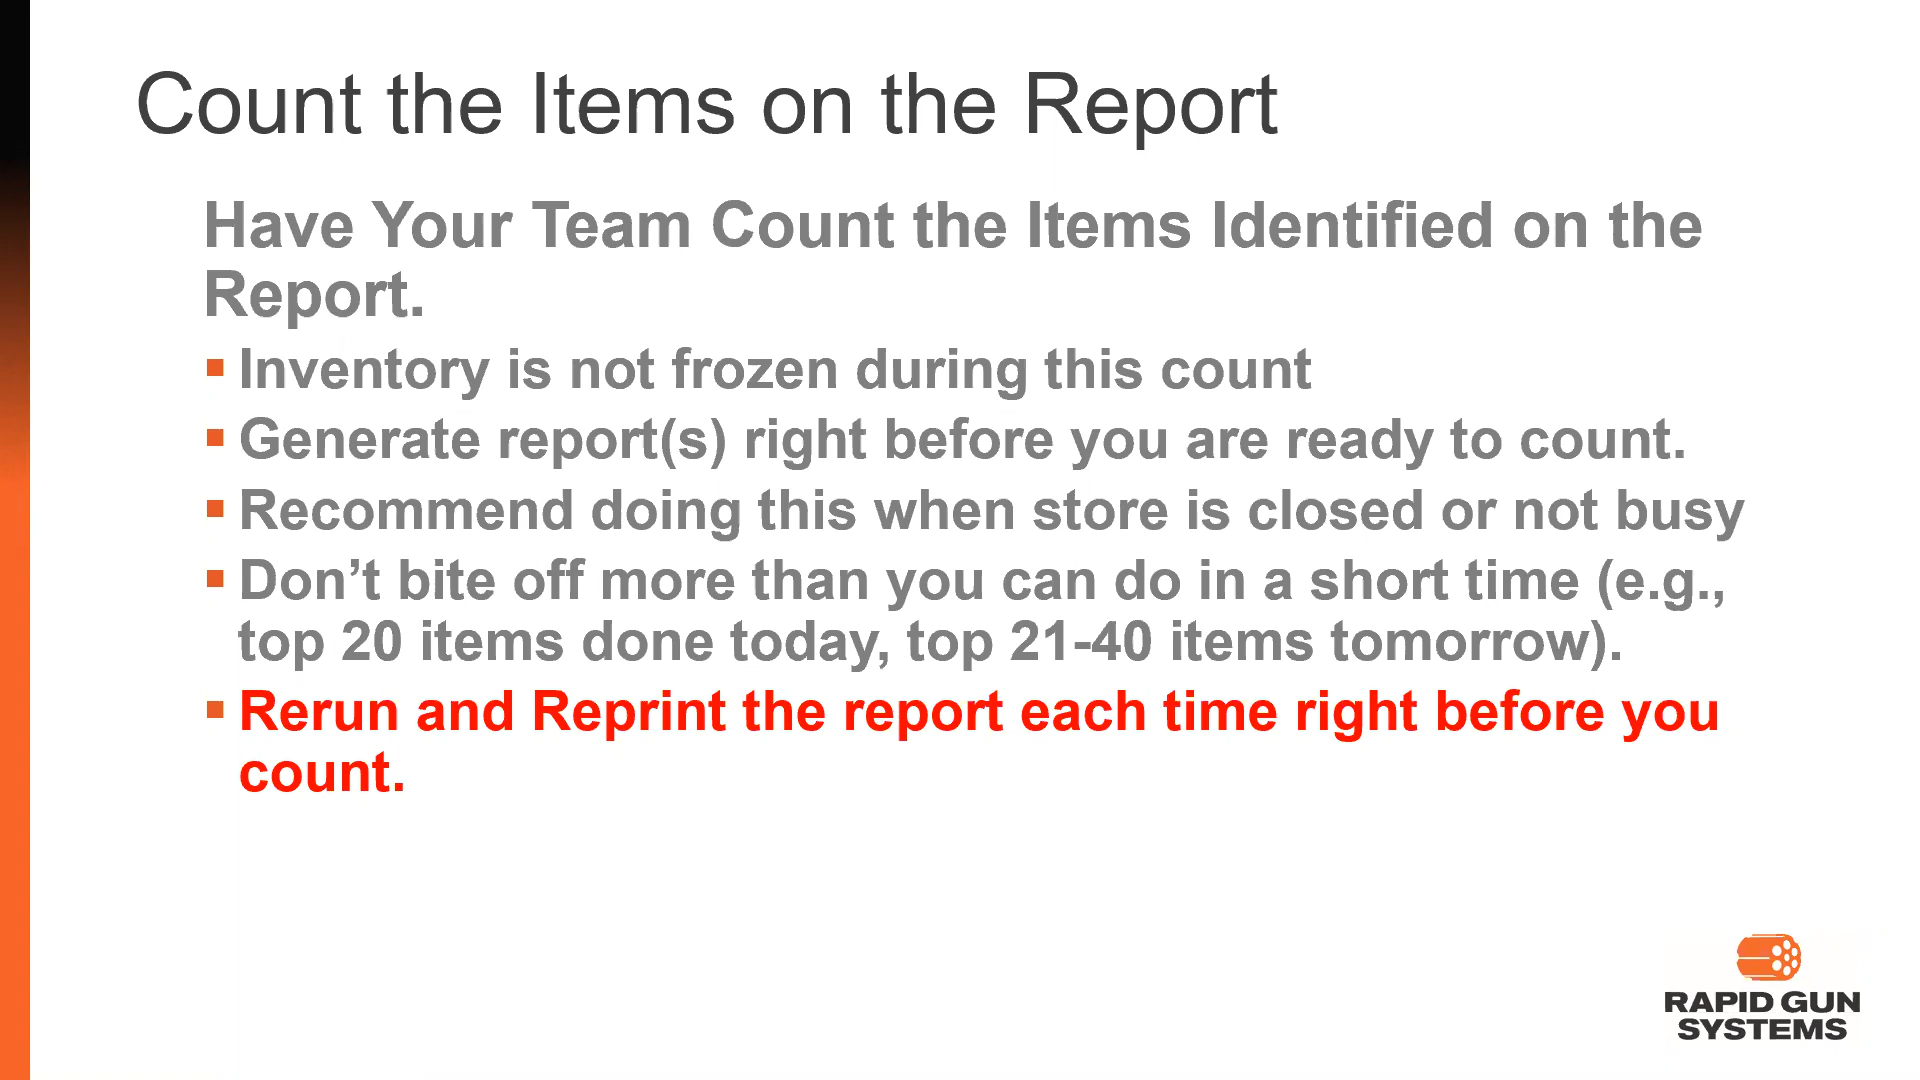 Count the Items on the Report
Have Your Team Count the Items Identified on the
Report.
▪ Inventory is not frozen during this count
▪ Generate report(s) right before you are ready to count.
▪ Recommend doing this when store is closed or not busy
▪ Don’t bite off more than you can do in a short time (e.g.,
top 20 items done today, top 21-40 items tomorrow).
▪ Rerun and Reprint the report each time right before you
count.
RAPID GUN
SYSTEMS